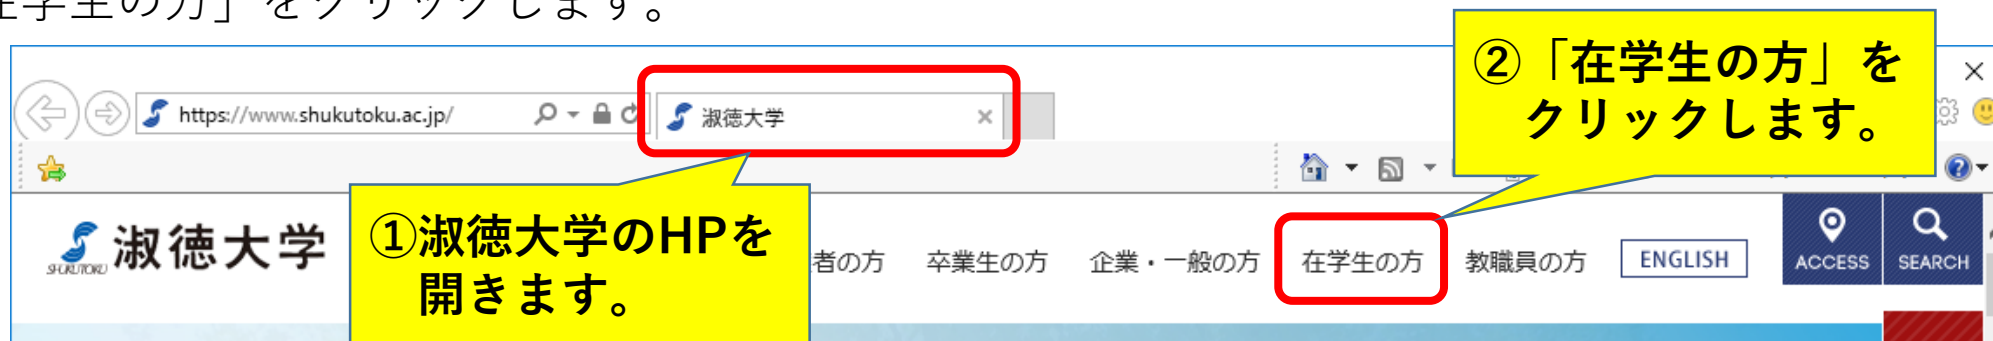 在学生の方」をクリックします。
②「在学生の方」を
クリックします。
https://www.shukutoku.ac.jp/
淑徳大学
①淑徳大学のHPを
開きます。
SHUKUTOKU 淑徳大学
者の方 卒業生の方 企業・一般の方 在学生の方 教職員の方 ENGLISH ACCESS SEARCH